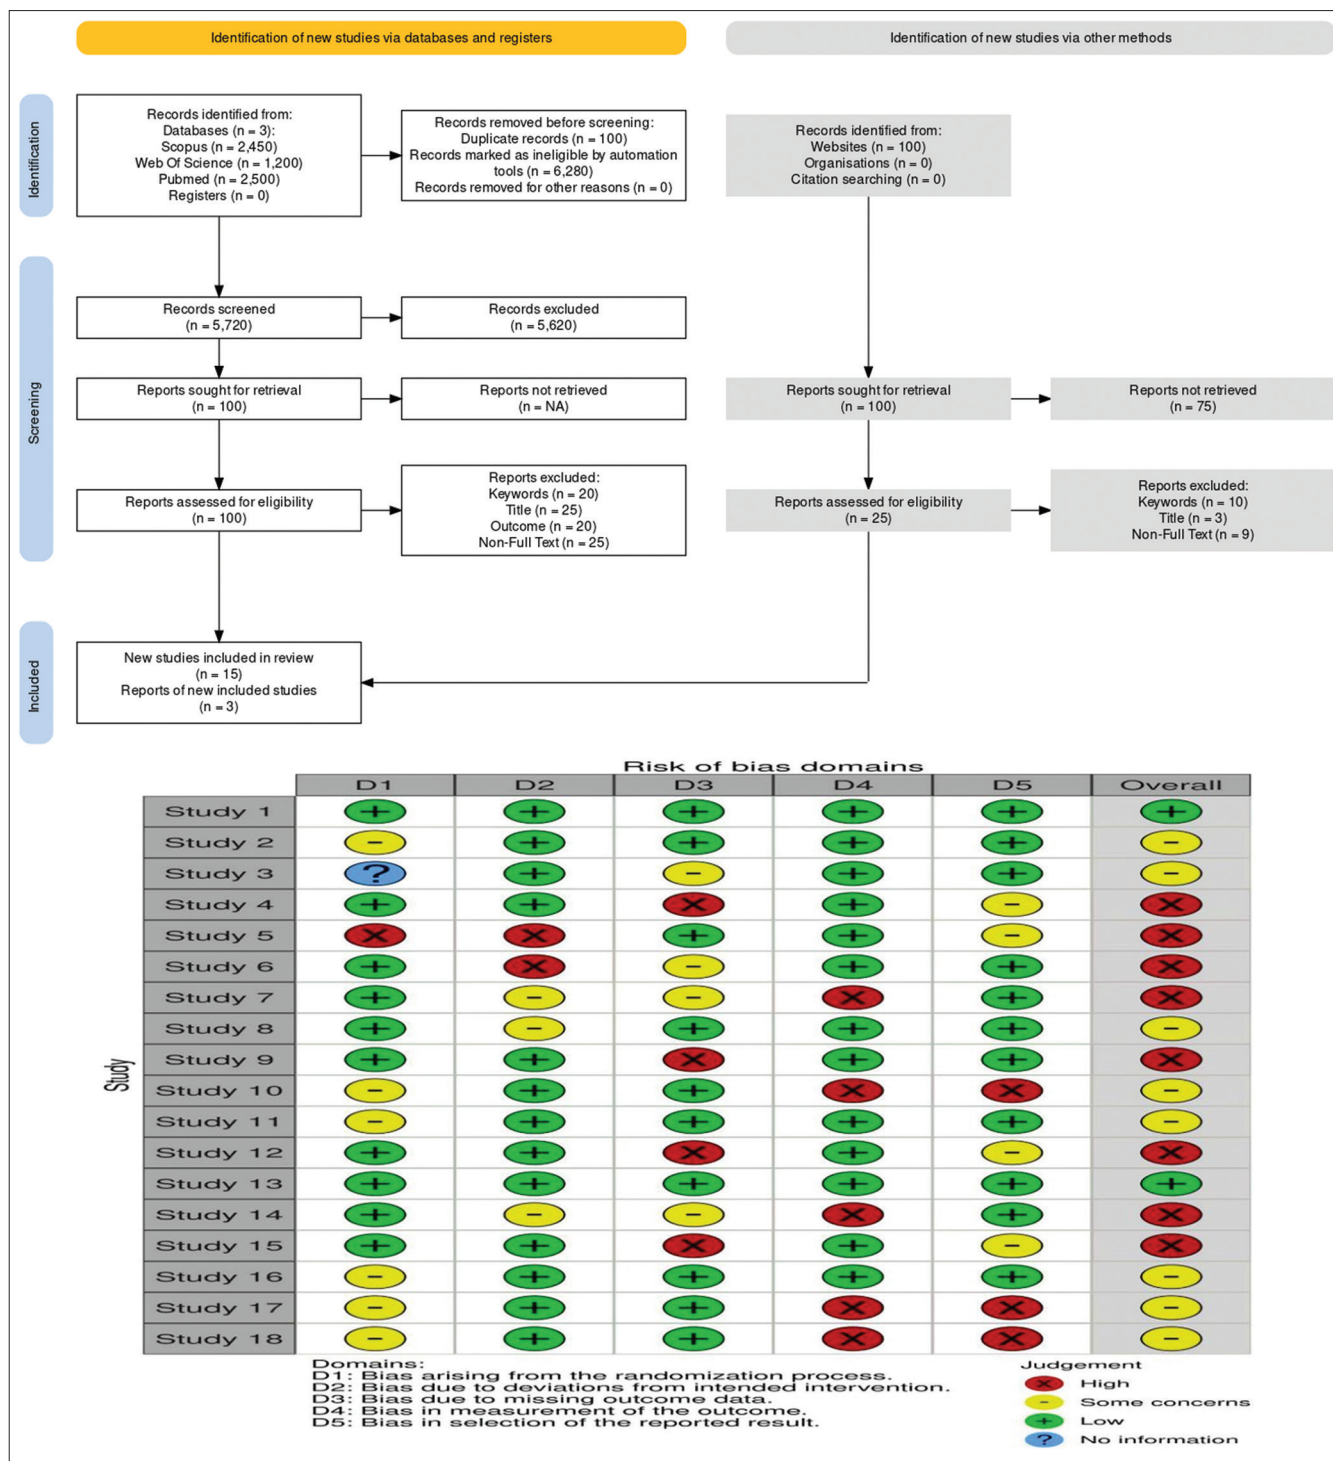 Identification of new studies via databases and registers
Identification of new studies via other methods
Identification
Records identified from:
Databases (n = 3):
Scopus = 2,450)
Web Of Science (n = 1,200)
Pubmed (n = 2,500)
Registers (n = 0)
Records removed before screening:
Duplicate records (n = 100)
Records marked as ineligible by automation
tools (n = 6,280)
Records removed for other reasons (n = 0)
Records identified from:
Websites (n = 100)
Organisations (n = 0)
Citation searching (n = 0)
Screening
Records screened
(n = 5,720)
Records excluded
(n = 5,620)
Reports sought for retrieval
(n = 100)
Reports not retrieved
(n = NA)
Reports sought for retrieval
(n = 100)
Reports not retrieved
(n = 75)
Reports assessed for eligibility
(n = 100)
Reports excluded:
Keywords (n = 20)
Title (n = 25)
Outcome (n = 20)
Non-Full Text (n = 25)
Reports assessed for eligibility
(n = 25)
Reports excluded:
Keywords (n = 10)
Title (n = 3)
Non-Full Text (n = 9)
Included
New studies included in review
(n = 15)
Reports of new included studies
(n = 3)
Risk of bias domains
D1 D2 D3 D4 D5 Overall
Study
Study 1 + + + + + +
Study 2 - + + + + -
Study 3 ? + - + + -
Study 4 + + X + - X
Study 5 X X + + - X
Study 6 + X - + + X
Study 7 + - - X + X
Study 8 + - + + + -
Study 9 + + X + + X
Study 10 - + + X X -
Study 11 - + + + + -
Study 12 + + X + - X
Study 13 + + + + + +
Study 14 + - - X + X
Study 15 + + X + - X
Study 16 - + + + + -
Study 17 - + + X X -
Study 18 - + + X X -
Domains:
D1: Bias arising from the randomization process.
D2: Bias due to deviations from intended intervention.
D3: Bias due to missing outcome data.
D4: Bias in measurement of the outcome.
D5: Bias in selection of the reported result.
Judgement
X High
- Some concerns
+ Low
? No information